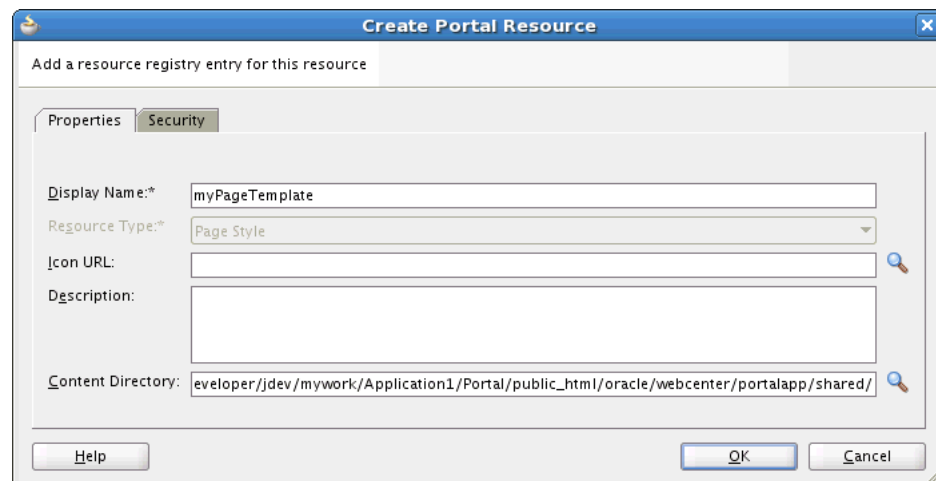 Create Portal Resource
Add a resource registry entry for this resource
Properties Security
Display Name:* myPageTemplate
Resource Type:* Page Style
Icon URL:
Description:
Content Directory: eveloper/jdev/mywork/Application1/Portal/public_html/oracle/webcenter/portalapp/shared/
Help OK Cancel